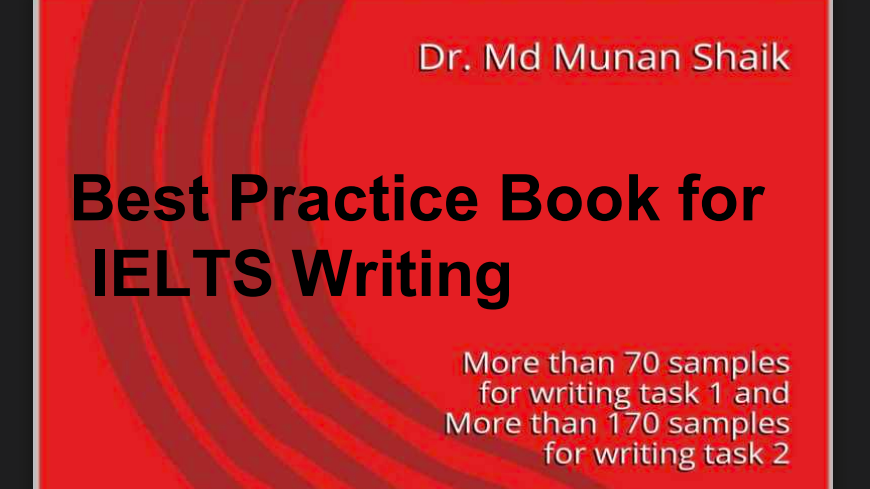 Dr. Md Munan Shaik
Best Practice Book for
IELTS Writing
More than 70 samples
for writing task 1 and
More than 170 samples
for writing task 2